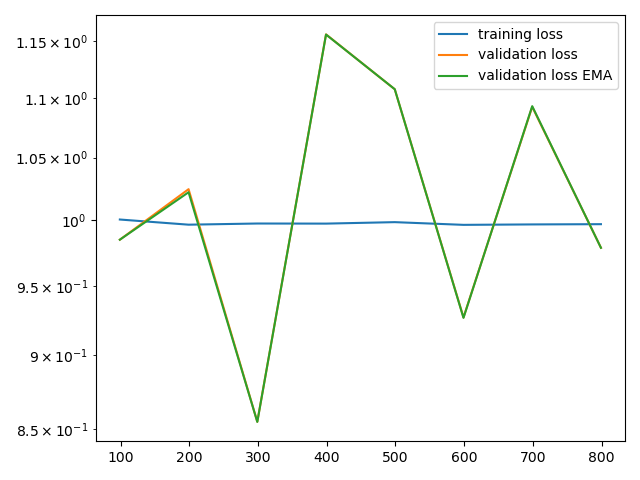 training loss
validation loss
validation loss EMA
1.15 × 10⁰
1.1 × 10⁰
1.05 × 10⁰
10⁰
9.5 × 10⁻¹
9 × 10⁻¹
8.5 × 10⁻¹
100 200 300 400 500 600 700 800